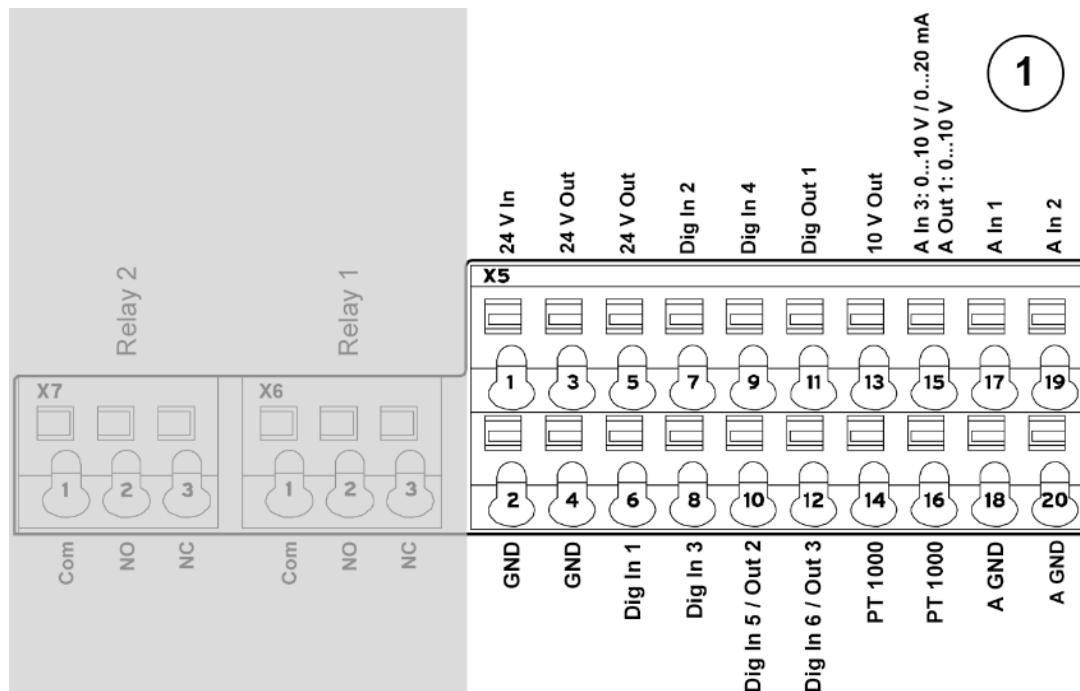 1
24 V In
24 V Out
24 V Out
Dig In 2
Dig In 4
Dig Out 1
10 V Out
A In 3: 0...10 V / 0...20 mA
A Out 1: 0...10 V
A In 1
A In 2
Relay 2
Relay 1
X5
1 3 5 7 9 11 13 15 17 19
X7
X6
1 2 3
1 2 3
2 4 6 8 10 12 14 16 18 20
Com
NO
NC
Com
NO
NC
GND
GND
Dig In 1
Dig In 3
Dig In 5 / Out 2
Dig In 6 / Out 3
PT 1000
PT 1000
A GND
A GND